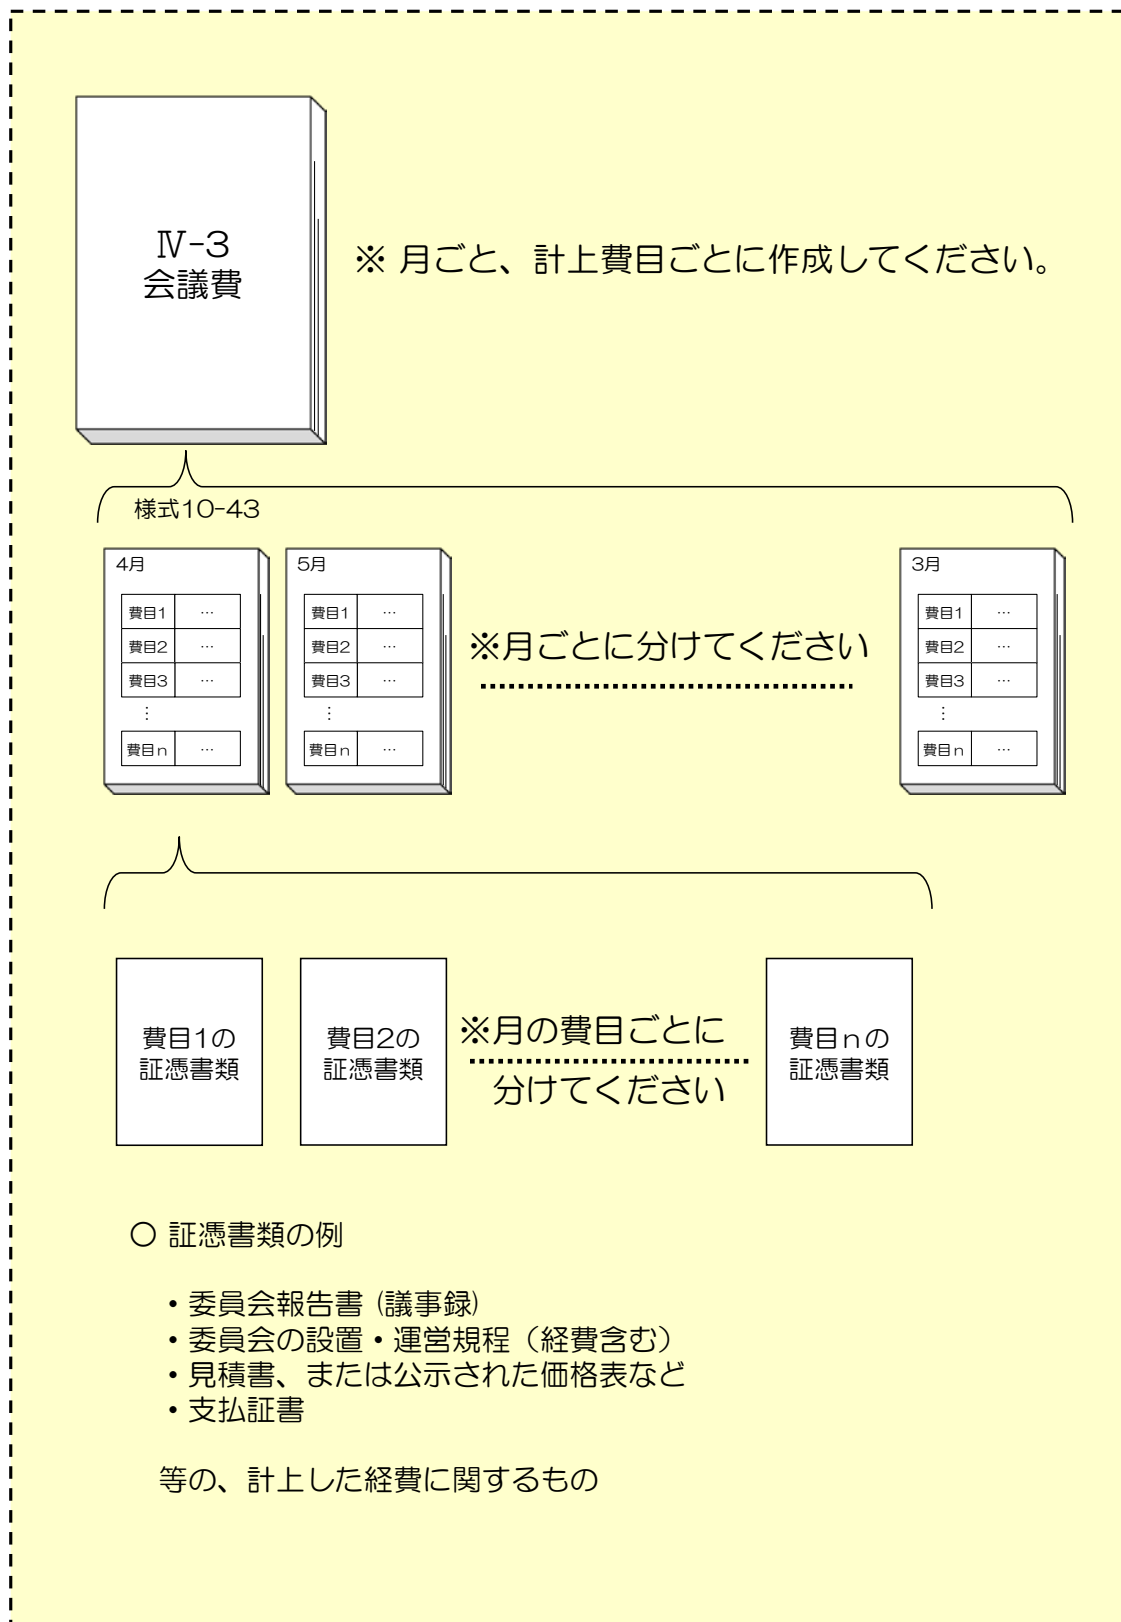 Ⅳ-3
会議費
※ 月ごと、計上費目ごとに作成してください。
様式10-43
4月
費目1 …
費目2 …
費目3 …
⋮
費目n …
5月
費目1 …
費目2 …
費目3 …
⋮
費目n …
※月ごとに分けてください
3月
費目1 …
費目2 …
費目3 …
⋮
費目n …
費目1の
証憑書類
費目2の
証憑書類
※月の費目ごとに
分けてください
費目nの
証憑書類
○ 証憑書類の例
・委員会報告書 (議事録)
・委員会の設置・運営規程（経費含む）
・見積書、または公示された価格表など
・支払証書
等の、計上した経費に関するもの